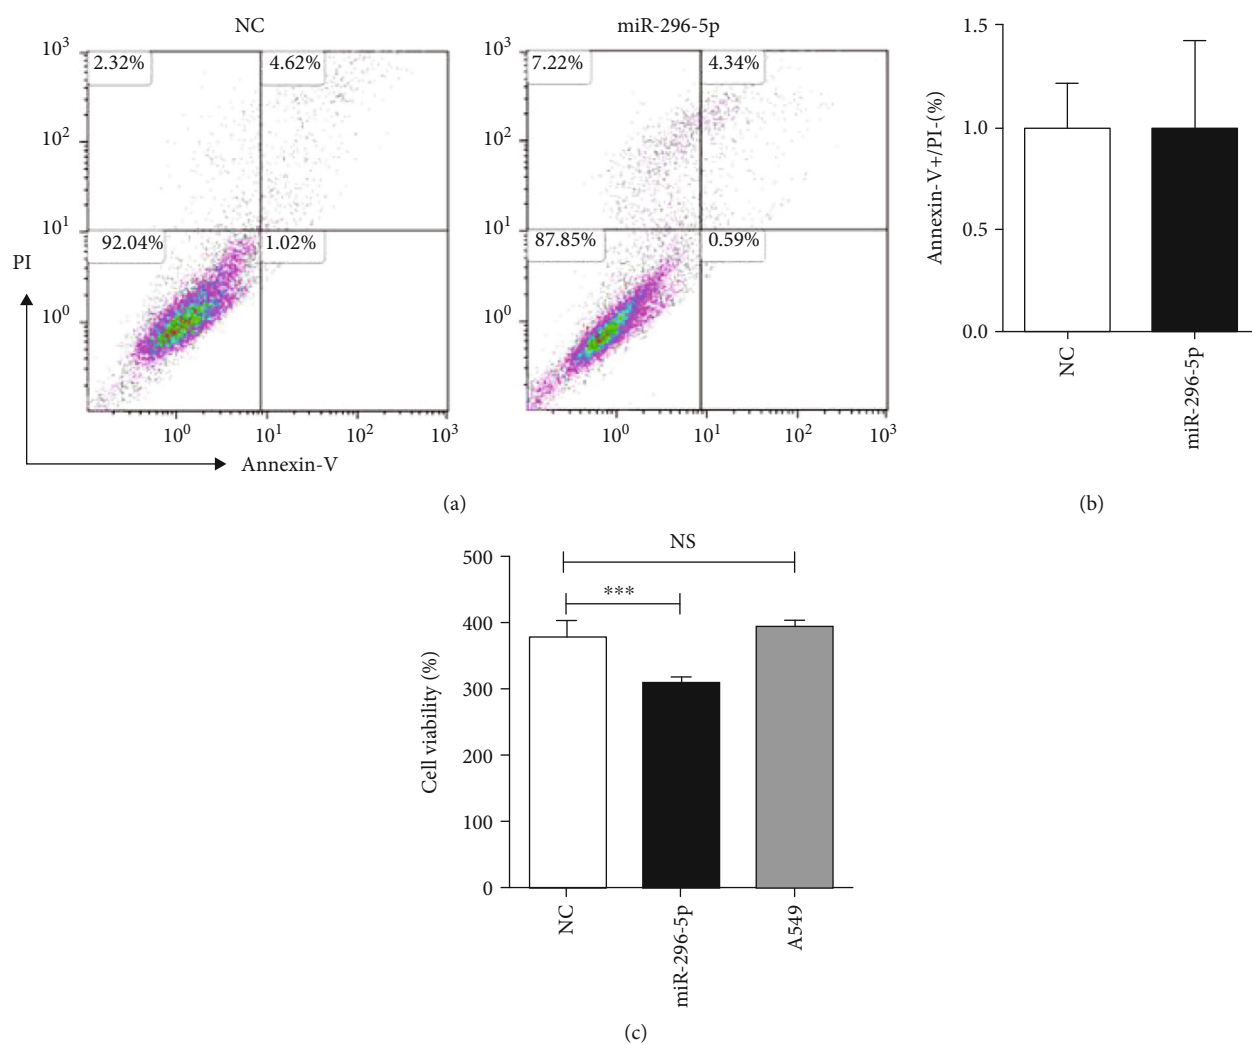 NC
10³
2.32%
4.62%
10²
10¹
92.04%
1.02%
PI
10⁰
10⁰ 10¹ 10² 10³
Annexin-V
miR-296-5p
10³
7.22%
4.34%
10²
10¹
87.85%
0.59%
10⁰
10⁰ 10¹ 10² 10³
(a)
1.5
1.0
0.5
0.0
Annexin-V+/PI-(%)
NC
miR-296-5p
(b)
NS
***
500
400
300
200
100
0
Cell viability (%)
NC
miR-296-5p
A549
(c)